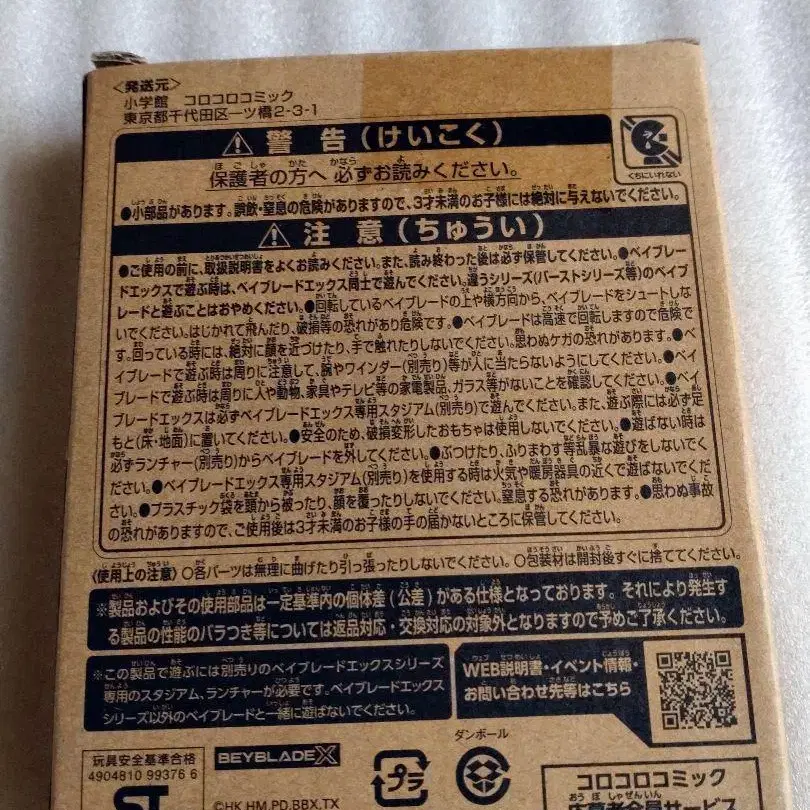 <発送元>
小学館 コロコロコミック
東京都千代田区一ツ橋2-3-1
警告(けいこく)
くちにいれない
保護者の方へ 必ずお読みください。
●小部品があります。誤飲・窒息の危険がありますので、3才未満のお子様には絶対に与えないでください。
注意(ちゅうい)
●ご使用の前に、取扱説明書をよくお読みください。また、読み終わった後は必ず保管してください。●ベイブレー
ドエックスで遊ぶ時は、ベイブレードエックス同士で遊んでください。違うシリーズ(バーストシリーズ等)のベイブ
レードと遊ぶことはおやめください。●回転しているベイブレードの上や横方向から、ベイブレードをシュートしな
いでください。はじかれて飛んだり、破損等の恐れがあり危険です。●ベイブレードは高速で回転しますので危険で
す。回っている時には、絶対に顔を近づけたり、手で触れたりしないでください。思わぬケガの恐れがあります。●ベ
イブレードで遊ぶ時は周りに注意して、腕やワインダー(別売り)等が人に当たらないようにしてください。●ベイ
ブレードで遊ぶ時は周りに人や動物、家具やテレビ等の家電製品、ガラス等がないことを確認してください。●ベイ
ブレードエックスは必ずベイブレードエックス専用スタジアム(別売り)で遊んでください。また、遊ぶ際には必ず足
もと(床・地面)に置いてください。●安全のため、破損変形したおもちゃは使用しないでください。●遊ばない時は
必ずランチャー(別売り)からベイブレードを外してください。●ぶつけたり、ふりまわす等乱暴な遊びをしないでく
ださい。●ベイブレードエックス専用スタジアム(別売り)を使用する時は火気や暖房器具の近くで遊ばないでくだ
さい。●プラスチック袋を頭から被ったり、顔を覆ったりしないでください。窒息する恐れがあります。●思わぬ事故
の恐れがありますので、ご使用後は3才未満のお子様の手の届かないところに保管してください。
〈使用上の注意〉○各パーツは無理に曲げたり引っ張ったりしないでください。○包装材は開封後すぐに捨ててください。
※製品およびその使用部品は一定基準内の個体差(公差)がある仕様となっております。それにより発生す
る製品の性能のバラつき等については返品対応・交換対応の対象外となりますので予めご了承ください。
※この製品で遊ぶには別売りのベイブレードエックスシリーズ
専用のスタジアム、ランチャーが必要です。ベイブレードエックス
シリーズ以外のベイブレードと一緒に遊ばないでください。
WEB説明書・イベント情報・
お問い合わせ先等はこちら
玩具安全基準合格
4904810 99376 6
ST
BEYBLADE X
©HK,HM,PD,BBX,TX
プラ
ダンボール
コロコロコミック
応募者全員サービス